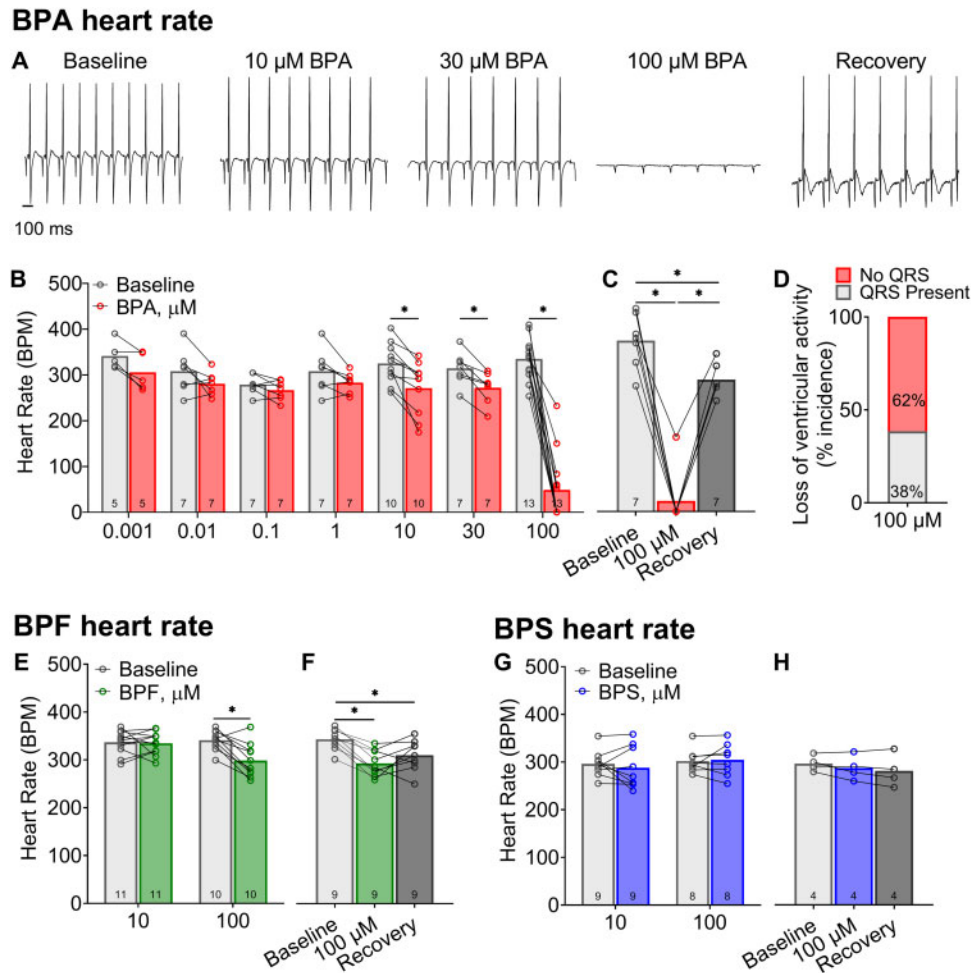 BPA heart rate
A
Baseline
10 µM BPA
30 µM BPA
100 µM BPA
Recovery
100 ms
B
Baseline
BPA, µM
Heart Rate (BPM)
500
400
300
200
100
0
*
*
*
5
5
7
7
7
7
7
7
10
10
7
7
13
13
0.001
0.01
0.1
1
10
30
100
C
*
*
*
7
7
Baseline
100 µM
Recovery
D
No QRS
QRS Present
Loss of ventricular activity
(% incidence)
100
50
0
62%
38%
100 µM
BPF heart rate
E
Baseline
BPF, µM
Heart Rate (BPM)
500
400
300
200
100
0
*
11
11
10
10
10
100
F
*
*
9
9
9
Baseline
100 µM
Recovery
BPS heart rate
G
Baseline
BPS, µM
Heart Rate (BPM)
500
400
300
200
100
0
9
9
8
8
10
100
H
4
4
4
Baseline
100 µM
Recovery